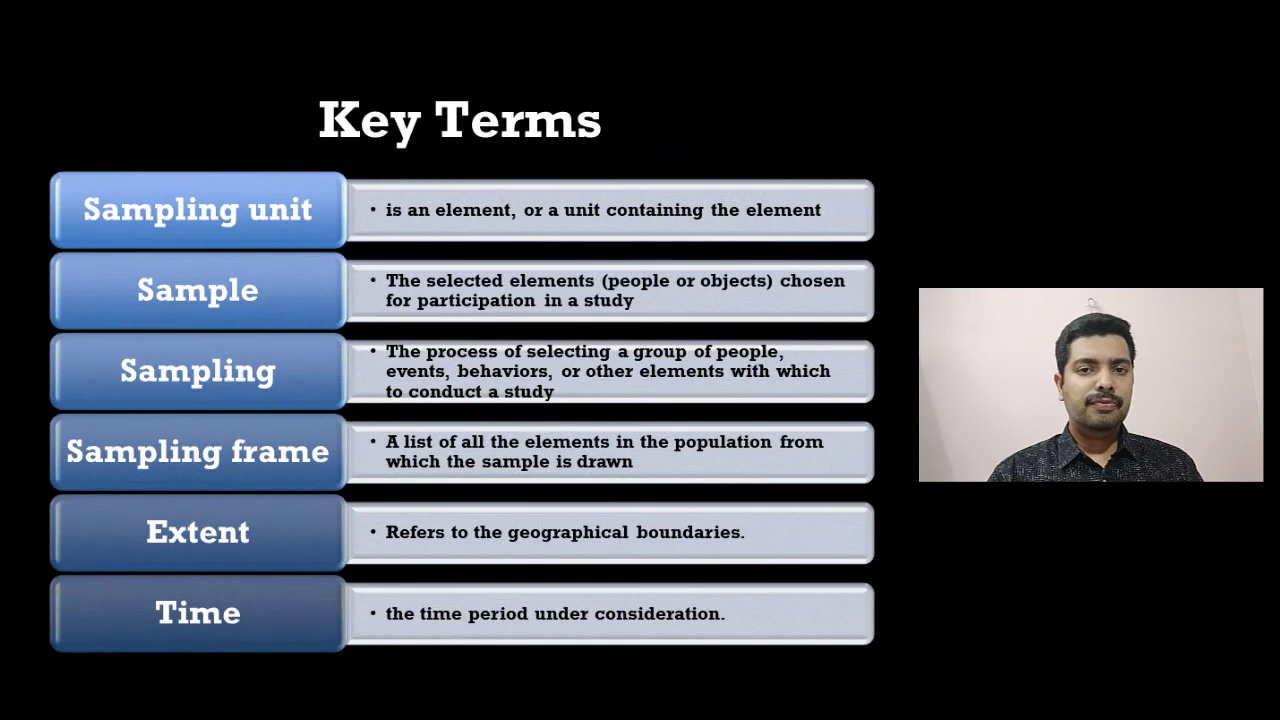 Key Terms
Sampling unit
• is an element, or a unit containing the element
Sample
• The selected elements (people or objects) chosen
for participation in a study
Sampling
• The process of selecting a group of people,
events, behaviors, or other elements with which
to conduct a study
Sampling frame
• A list of all the elements in the population from
which the sample is drawn
Extent
• Refers to the geographical boundaries.
Time
• the time period under consideration.